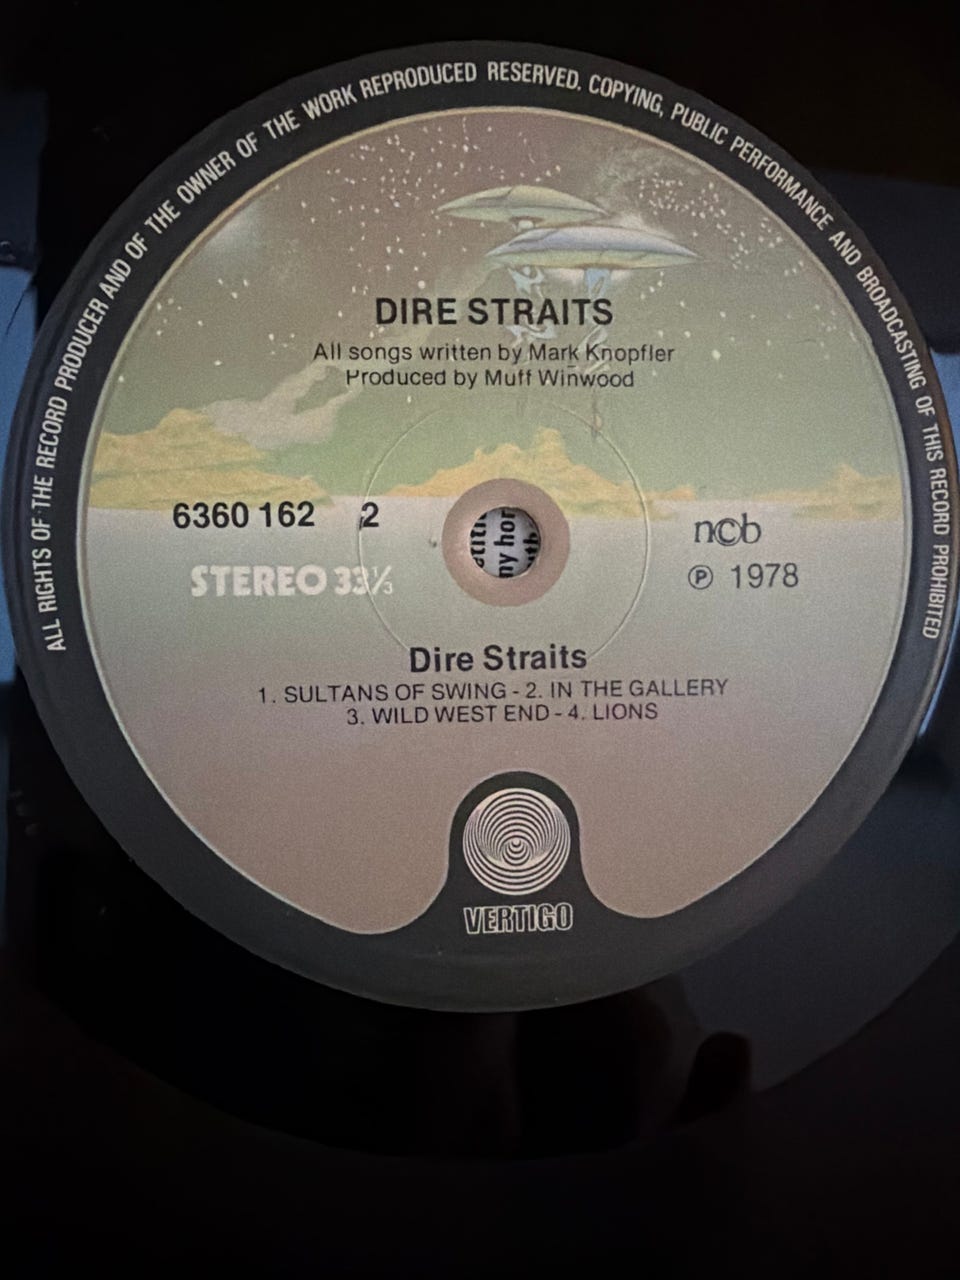 ALL RIGHTS OF THE RECORD PRODUCER AND OF THE OWNER OF THE WORK REPRODUCED RESERVED. COPYING, PUBLIC PERFORMANCE AND BROADCASTING OF THIS RECORD PROHIBITED
DIRE STRAITS
All songs written by Mark Knopfler
Produced by Muff Winwood
6360 162 2
STEREO 33⅓
ncb
℗ 1978
my hor
Dire Straits
1. SULTANS OF SWING - 2. IN THE GALLERY
3. WILD WEST END - 4. LIONS
VERTIGO